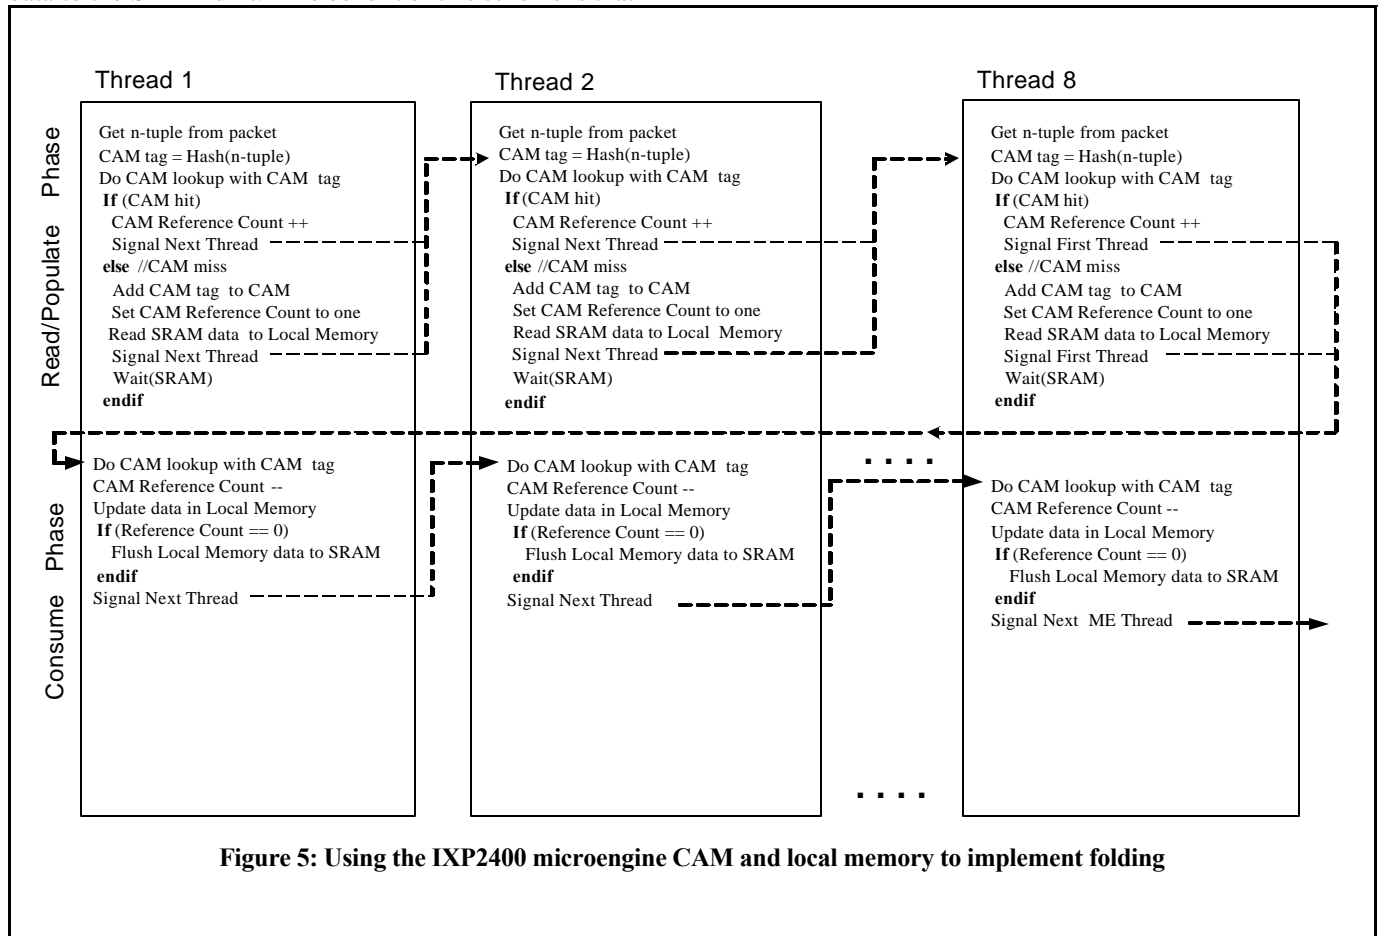 Thread 1
Get n-tuple from packet
CAM tag = Hash(n-tuple)
Do CAM lookup with CAM tag
If (CAM hit)
CAM Reference Count ++
Signal Next Thread
else //CAM miss
Add CAM tag to CAM
Set CAM Reference Count to one
Read SRAM data to Local Memory
Signal Next Thread
Wait(SRAM)
endif
Do CAM lookup with CAM tag
CAM Reference Count --
Update data in Local Memory
If (Reference Count == 0)
Flush Local Memory data to SRAM
endif
Signal Next Thread
Thread 2
Get n-tuple from packet
CAM tag = Hash(n-tuple)
Do CAM lookup with CAM tag
If (CAM hit)
CAM Reference Count ++
Signal Next Thread
else //CAM miss
Add CAM tag to CAM
Set CAM Reference Count to one
Read SRAM data to Local Memory
Signal Next Thread
Wait(SRAM)
endif
Do CAM lookup with CAM tag
CAM Reference Count --
Update data in Local Memory
If (Reference Count == 0)
Flush Local Memory data to SRAM
endif
Signal Next Thread
. . . .
. . . .
Thread 8
Get n-tuple from packet
CAM tag = Hash(n-tuple)
Do CAM lookup with CAM tag
If (CAM hit)
CAM Reference Count ++
Signal First Thread
else //CAM miss
Add CAM tag to CAM
Set CAM Reference Count to one
Read SRAM data to Local Memory
Signal First Thread
Wait(SRAM)
endif
Do CAM lookup with CAM tag
CAM Reference Count --
Update data in Local Memory
If (Reference Count == 0)
Flush Local Memory data to SRAM
endif
Signal Next ME Thread
Read/Populate Phase
Consume Phase
Figure 5: Using the IXP2400 microengine CAM and local memory to implement folding